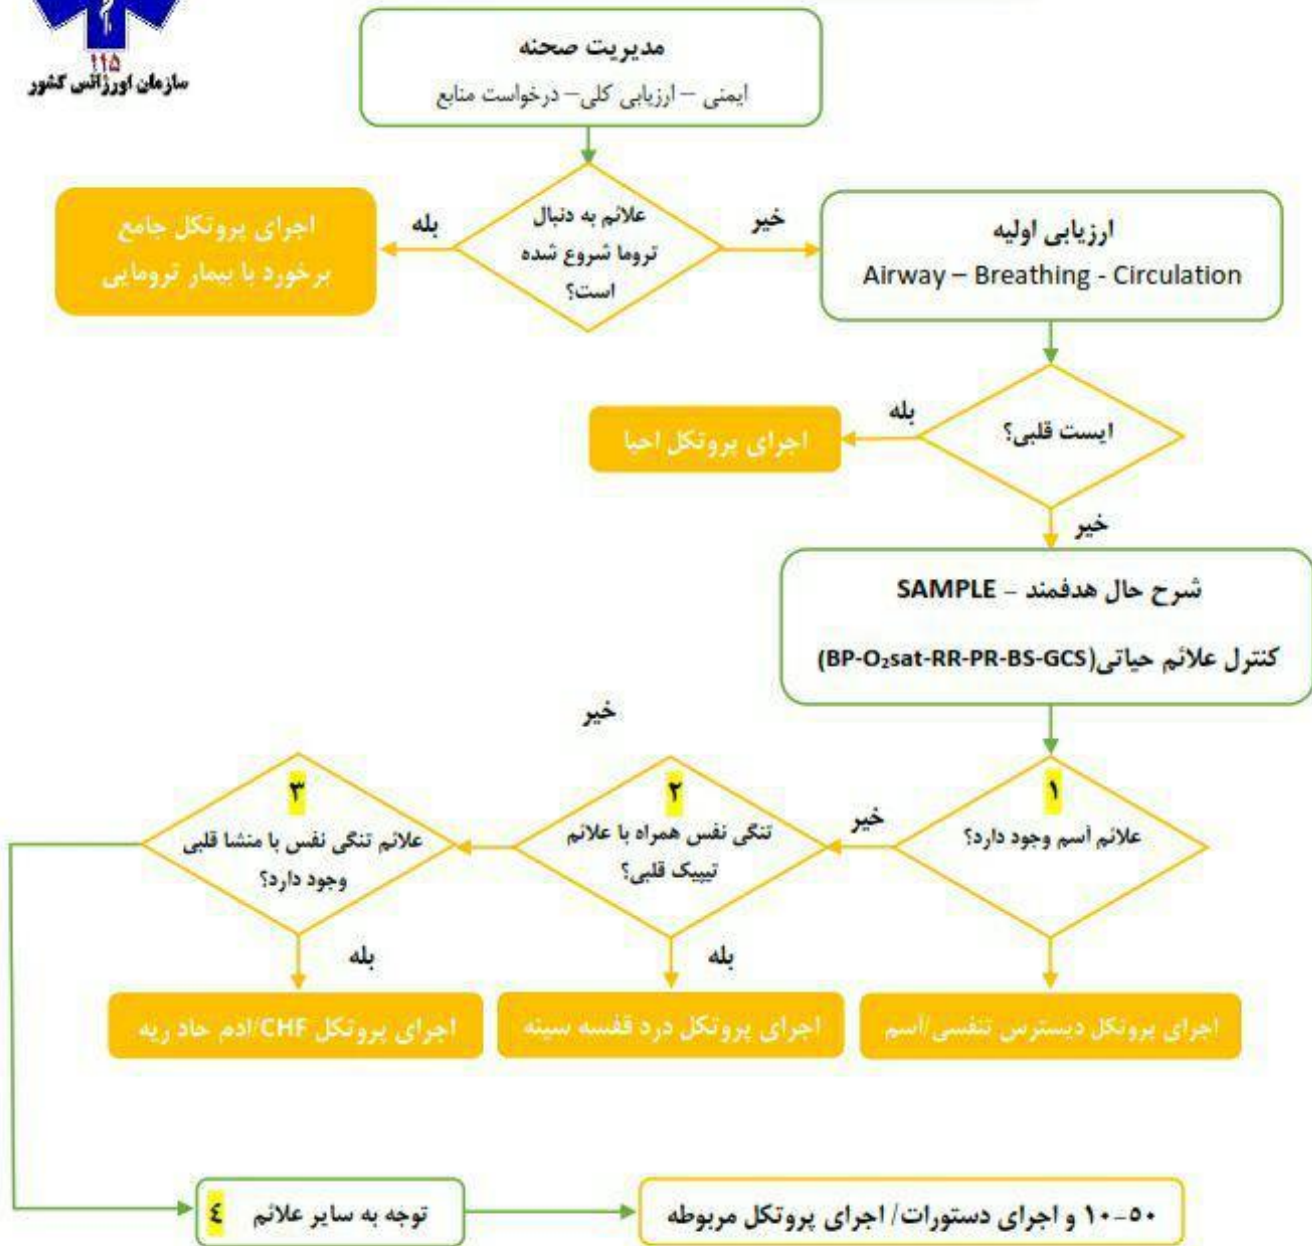 ۱۱۵
سازمان اورژانس کشور
مدیریت صحنه
ایمنی – ارزیابی کلی – درخواست منابع
علائم به دنبال
تروما شروع شده
است؟
بله
خیر
اجرای پروتکل جامع
برخورد با بیمار ترومایی
ارزیابی اولیه
Airway – Breathing - Circulation
ایست قلبی؟
بله
اجرای پروتکل احیا
خیر
شرح حال هدفمند – SAMPLE
کنترل علائم حیاتی(BP-O₂sat-RR-PR-BS-GCS)
۱
علائم آسم وجود دارد؟
خیر
اجرای پروتکل دیسترس تنفسی/آسم
۲
تنگی نفس همراه با علائم
تیپیک قلبی؟
خیر
بله
اجرای پروتکل درد قفسه سینه
۳
علائم تنگی نفس با منشا قلبی
وجود دارد؟
بله
اجرای پروتکل CHF/ادم حاد ریه
توجه به سایر علائم ٤
۱۰-۵۰ و اجرای دستورات/ اجرای پروتکل مربوطه